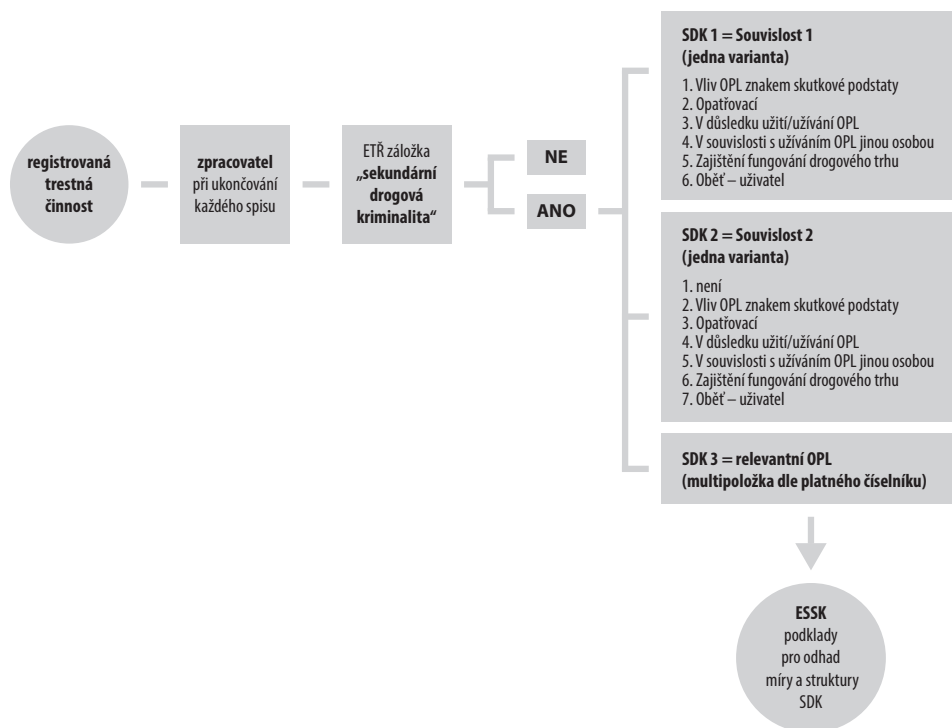 registrovaná
trestná
činnost
zpracovatel
při ukončování
každého spisu
ETŘ záložka
„sekundární
drogová
kriminalita“
NE
ANO
SDK 1 = Souvislost 1
(jedna varianta)
1. Vliv OPL znakem skutkové podstaty
2. Opatřovací
3. V důsledku užití/užívání OPL
4. V souvislosti s užíváním OPL jinou osobou
5. Zajištění fungování drogového trhu
6. Oběť – uživatel
SDK 2 = Souvislost 2
(jedna varianta)
1. není
2. Vliv OPL znakem skutkové podstaty
3. Opatřovací
4. V důsledku užití/užívání OPL
5. V souvislosti s užíváním OPL jinou osobou
6. Zajištění fungování drogového trhu
7. Oběť – uživatel
SDK 3 = relevantní OPL
(multipoložka dle platného číselníku)
ESSK
podklady
pro odhad
míry a struktury
SDK